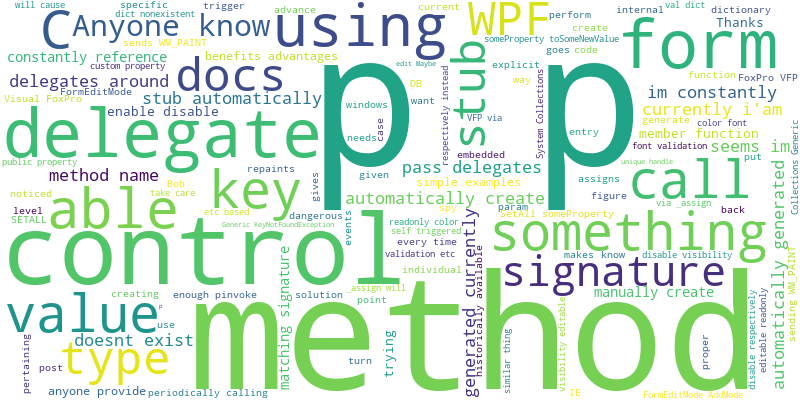 will cause
specific
trigger
advance
current
perform
internal
val dict
dictionary
dict nonexistent
sends WM_PAINT
create
Thanks
C
Anyone know
using
WPF
form
someProperty toSomeNewValue
constantly reference
benefits advantages
edit Maybe
goes
code
custom property
docs
explicit
function
FoxPro VFP
delegates around
DB
way
im constantly
Visual FoxPro
FormEditMode
stub automatically
windows
want
stub
generate
currently i'am
enable disable
p
p
respectively instead
VFP via
System Collections
color font
member function
delegate
case
needs
entry
font validation
put
seems im
Collections Generic
public property
given
embedded
unique handle
method name
repaints
pass delegates
assigns
call
noticed
Bob
key
gives
simple examples
figure
level
take care
automatically create
param
via _assign
back
SETALL
able
etc based
dangerous
spy
SetAll someProperty
Generic KeyNotFoundException
events
readonly color
self triggered
something
automatically generated
control
every time
generated currently
historically available
makes know
disable visibility
validation etc
individual
signature
sending WM_PAINT
creating
enough pinvoke
solution
assign will
manually create
value
point
matching signature
method
visibility editable
proper
disable respectively
editable readonly
doesnt exist
use
turn
trying
similar thing
type
pertaining
post
anyone provide
periodically calling
IE
FormEditMode AddMode